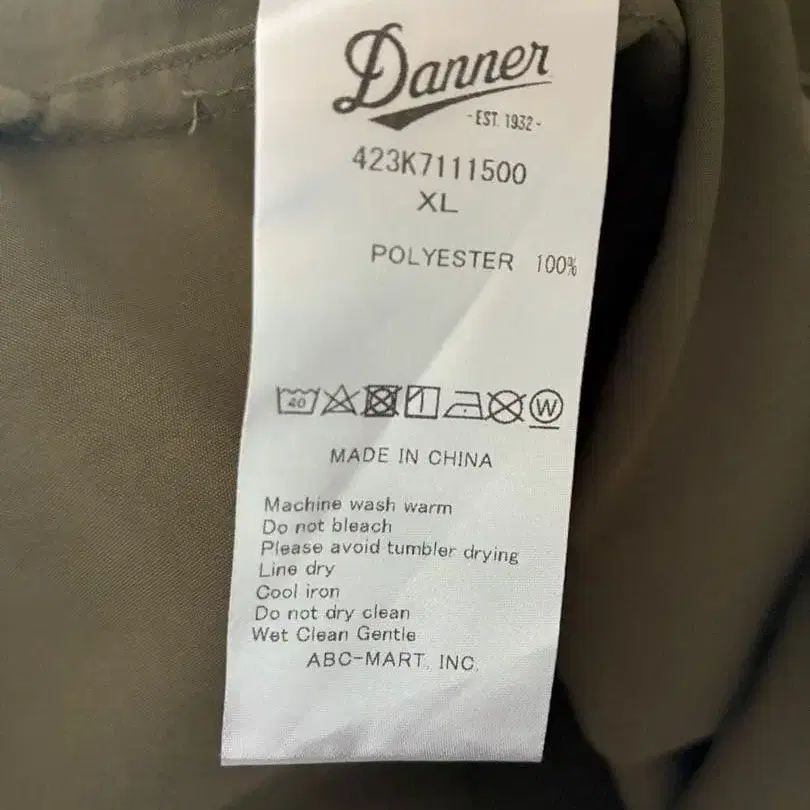 Danner
-EST. 1932-
423K7111500
XL
POLYESTER 100%
40 W
MADE IN CHINA
Machine wash warm
Do not bleach
Please avoid tumbler drying
Line dry
Cool iron
Do not dry clean
Wet Clean Gentle
ABC-MART, INC.